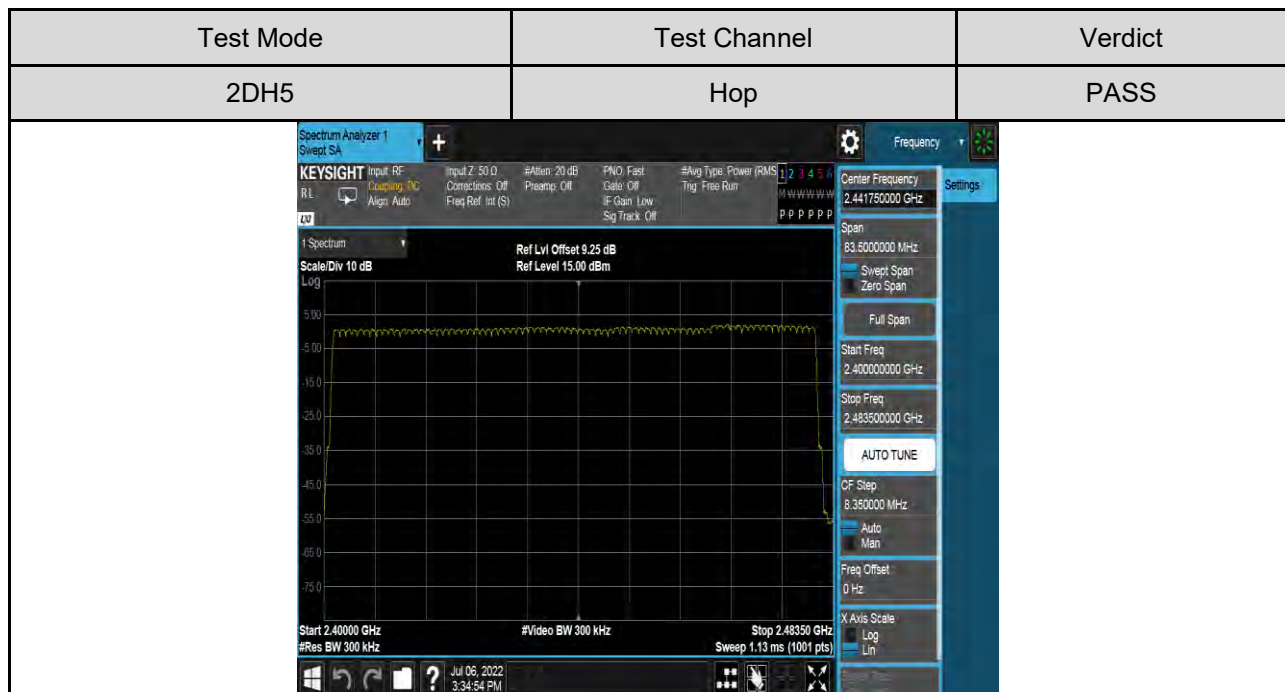 Test Mode Test Channel Verdict
2DH5 Hop PASS
Spectrum Analyzer 1
Swept SA
+
Frequency
KEYSIGHT Input: RF Input Z: 50 Ω #Atten: 20 dB PNO: Fast #Avg Type: Power (RMS 1 2 3 4 5 6
RL Coupling: DC Corrections: Off Preamp: Off Gate: Off Trig: Free Run M W W W W W
Align: Auto Freq Ref: Int (S) IF Gain: Low
LXI Sig Track: Off P P P P P P
Center Frequency
2.441750000 GHz
Settings
Span
83.5000000 MHz
Swept Span
Zero Span
Full Span
Start Freq
2.400000000 GHz
Stop Freq
2.483500000 GHz
AUTO TUNE
CF Step
8.350000 MHz
Auto
Man
Freq Offset
0 Hz
X Axis Scale
Log
Lin
1 Spectrum
Ref Lvl Offset 9.25 dB
Scale/Div 10 dB Ref Level 15.00 dBm
Log
5.00
-5.00
-15.0
-25.0
-35.0
-45.0
-55.0
-65.0
-75.0
Start 2.40000 GHz #Video BW 300 kHz Stop 2.48350 GHz
#Res BW 300 kHz Sweep 1.13 ms (1001 pts)
? Jul 06, 2022
3:34:54 PM